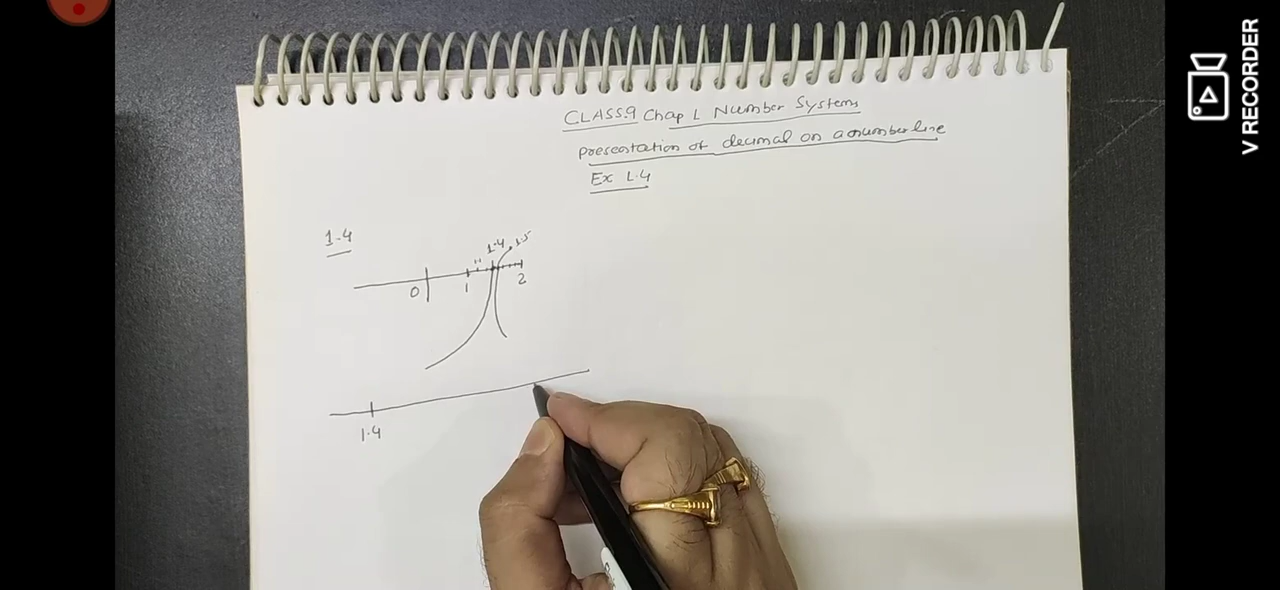 CLASS.9 Chap 1 Number Systems
presentation of decimal on a number line
Ex 1.4
1.4
1.4 1.5
0 1 2
1.4
V RECORDER